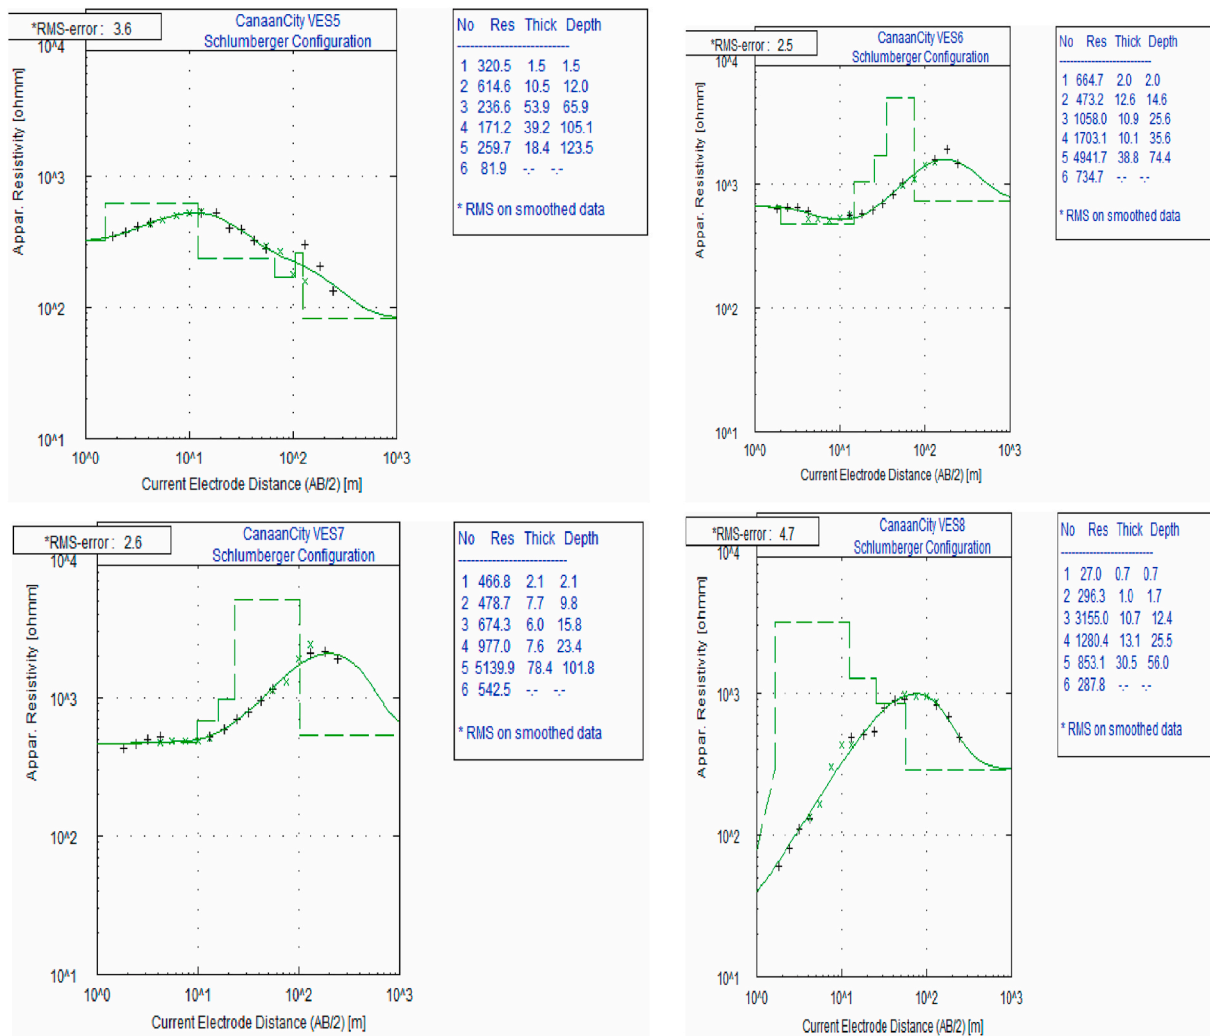 *RMS-error : 3.6
CanaanCity VES5
Schlumberger Configuration
10^4
10^3
10^2
10^1
Appar. Resistivity [ohmm]
10^0 10^1 10^2 10^3
Current Electrode Distance (AB/2) [m]
No Res Thick Depth
--------------------------
1 320.5 1.5 1.5
2 614.6 10.5 12.0
3 236.6 53.9 65.9
4 171.2 39.2 105.1
5 259.7 18.4 123.5
6 81.9 -.- -.-
* RMS on smoothed data
*RMS-error : 2.5
CanaanCity VES6
Schlumberger Configuration
10^4
10^3
10^2
10^1
Appar. Resistivity [ohmm]
10^0 10^1 10^2 10^3
Current Electrode Distance (AB/2) [m]
No Res Thick Depth
--------------------------
1 664.7 2.0 2.0
2 473.2 12.6 14.6
3 1058.0 10.9 25.6
4 1703.1 10.1 35.6
5 4941.7 38.8 74.4
6 734.7 -.- -.-
* RMS on smoothed data
*RMS-error : 2.6
CanaanCity VES7
Schlumberger Configuration
10^4
10^3
10^2
10^1
Appar. Resistivity [ohmm]
10^0 10^1 10^2 10^3
Current Electrode Distance (AB/2) [m]
No Res Thick Depth
--------------------------
1 466.8 2.1 2.1
2 478.7 7.7 9.8
3 674.3 6.0 15.8
4 977.0 7.6 23.4
5 5139.9 78.4 101.8
6 542.5 -.- -.-
* RMS on smoothed data
*RMS-error : 4.7
CanaanCity VES8
Schlumberger Configuration
10^4
10^3
10^2
10^1
Appar. Resistivity [ohmm]
10^0 10^1 10^2 10^3
Current Electrode Distance (AB/2) [m]
No Res Thick Depth
--------------------------
1 27.0 0.7 0.7
2 296.3 1.0 1.7
3 3155.0 10.7 12.4
4 1280.4 13.1 25.5
5 853.1 30.5 56.0
6 287.8 -.- -.-
* RMS on smoothed data